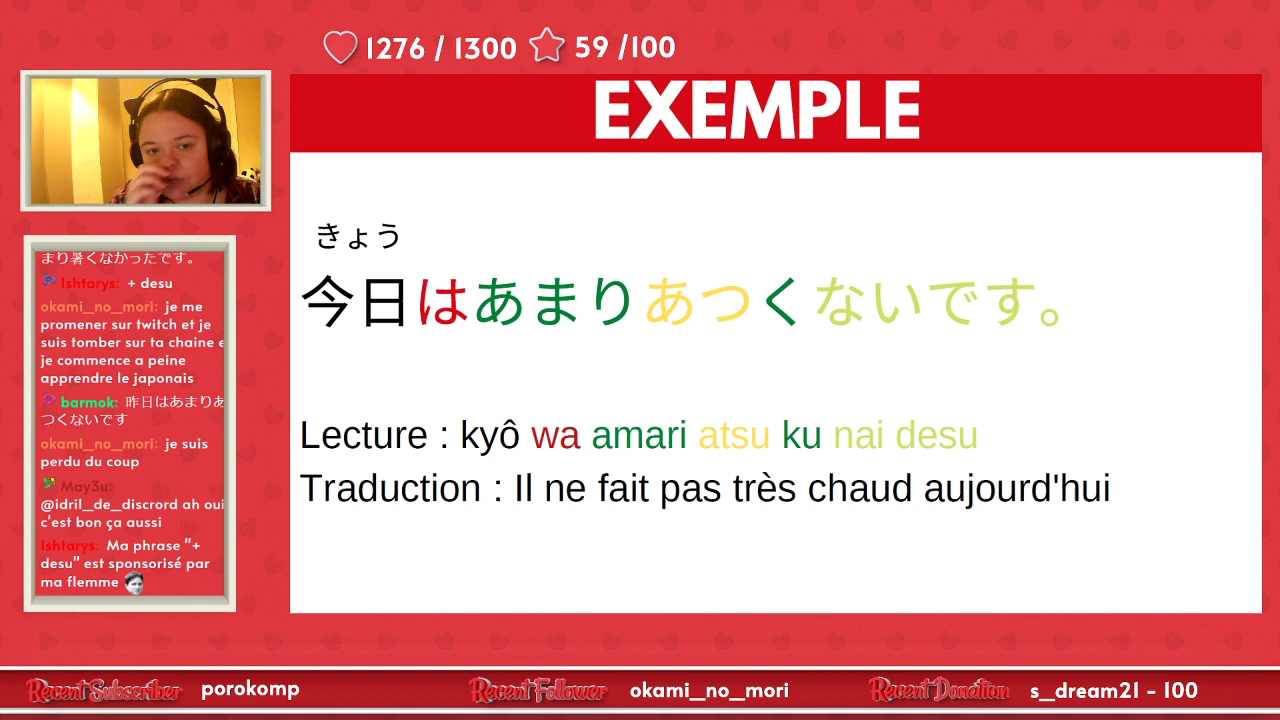 1276 / 1300 59 /100
EXEMPLE
きょう
今日はあまりあつくないです。
Lecture : kyô wa amari atsu ku nai desu
Traduction : Il ne fait pas très chaud aujourd'hui
まり暑くなかったです。
Ishtarys: + desu
okami_no_mori: je me
promener sur twitch et je
suis tomber sur ta chaine e
je commence a peine
apprendre le japonais
barmok: 昨日はあまりあ
つくないです
okami_no_mori: je suis
perdu du coup
May3u:
@idril_de_discrord ah oui
c'est bon ça aussi
Ishtarys: Ma phrase "+
desu" est sponsorisé par
ma flemme
Recent Subscriber porokomp
Recent Follower okami_no_mori
Recent Donation s_dream21 - 100